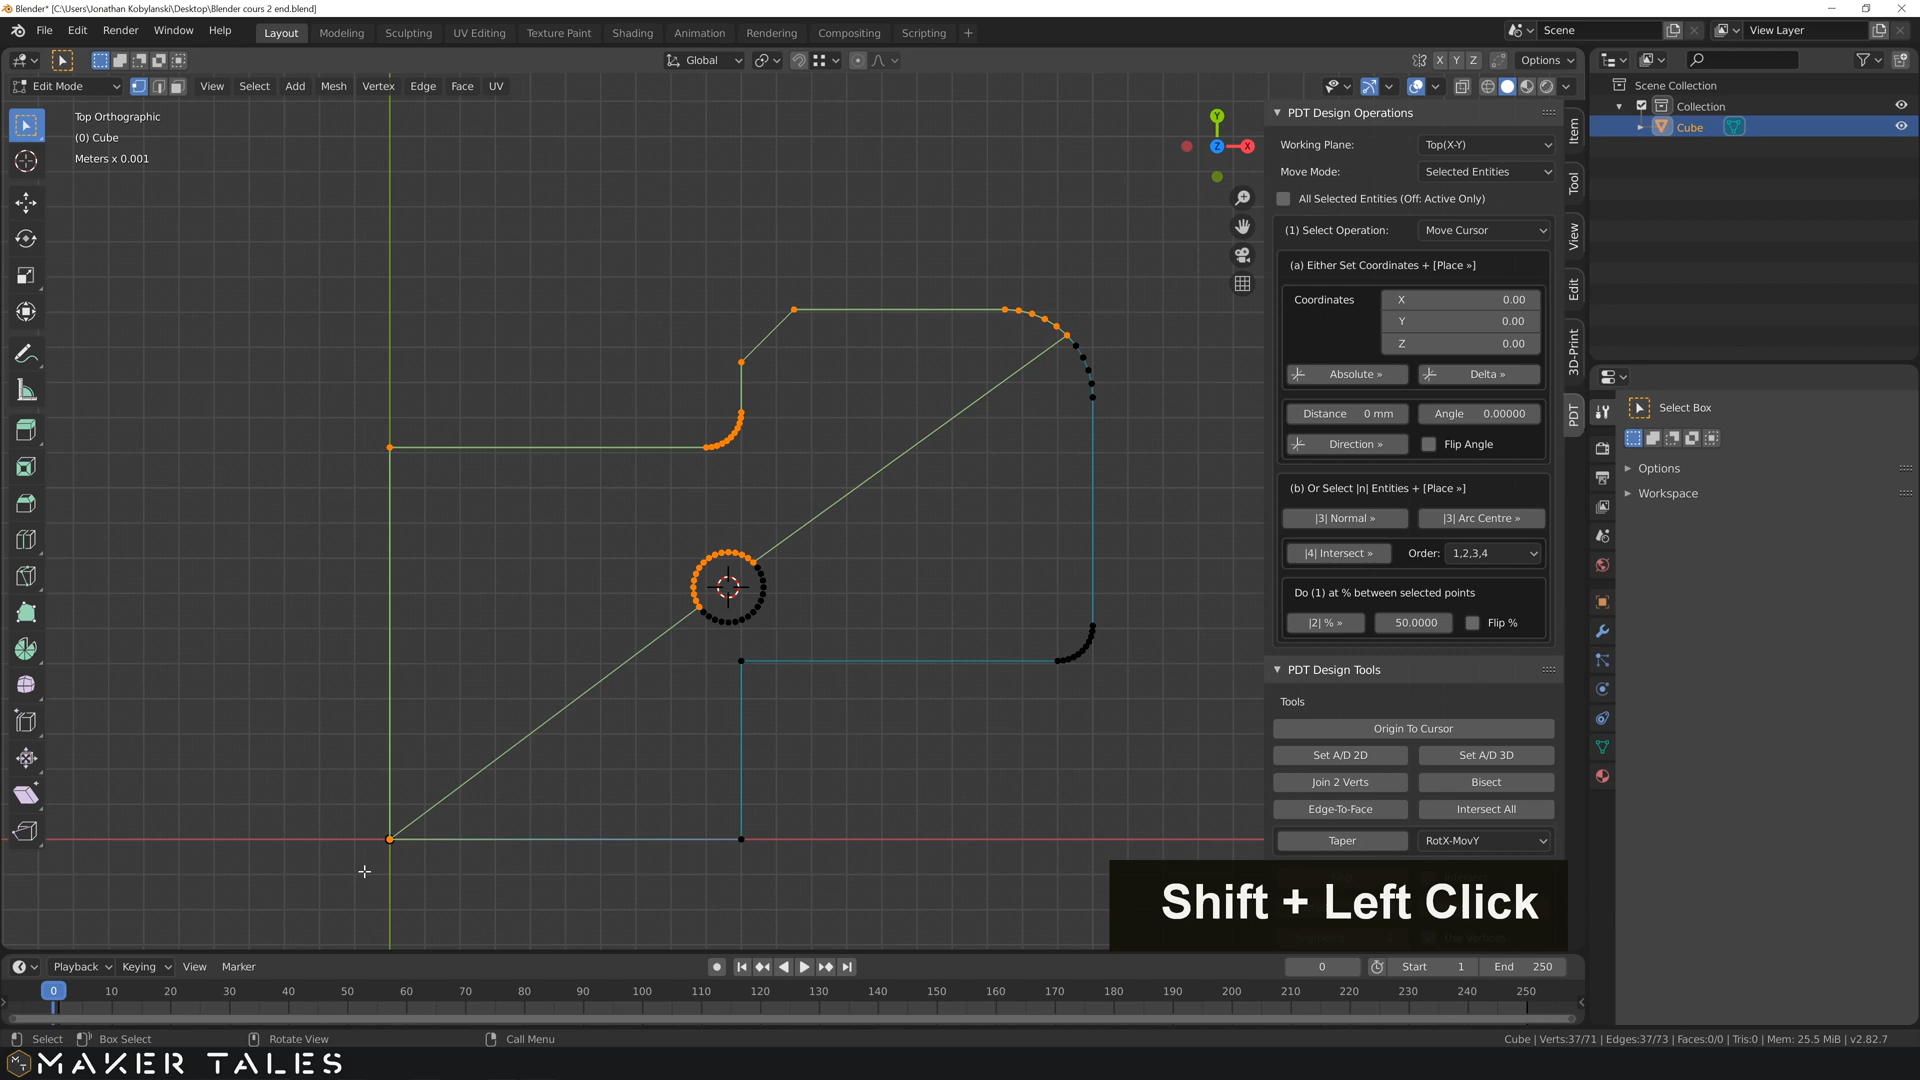 Blender* [C:\Users\Jonathan Kobylanski\Desktop\Blender cours 2 end.blend]
File Edit Render Window Help
Layout Modeling Sculpting UV Editing Texture Paint Shading Animation Rendering Compositing Scripting +
Scene
View Layer
Global
X Y Z
Options
Edit Mode View Select Add Mesh Vertex Edge Face UV
Top Orthographic
(0) Cube
Meters x 0.001
Y
Z
X
PDT Design Operations
Working Plane: Top(X-Y)
Move Mode: Selected Entities
All Selected Entities (Off: Active Only)
(1) Select Operation: Move Cursor
(a) Either Set Coordinates + [Place »]
Coordinates X 0.00
Y 0.00
Z 0.00
Absolute » Delta »
Distance 0 mm Angle 0.00000
Direction » Flip Angle
(b) Or Select |n| Entities + [Place »]
|3| Normal » |3| Arc Centre »
|4| Intersect » Order: 1,2,3,4
Do (1) at % between selected points
|2| % » 50.0000 Flip %
PDT Design Tools
Tools
Origin To Cursor
Set A/D 2D Set A/D 3D
Join 2 Verts Bisect
Edge-To-Face Intersect All
Taper RotX-MovY
Item
Tool
View
Edit
3D-Print
PDT
Scene Collection
Collection
Cube
Select Box
Options
Workspace
Shift + Left Click
Playback Keying View Marker
0 Start 1 End 250
0 10 20 30 40 50 60 70 80 90 100 110 120 130 140 150 160 170 180 190 200 210 220 230 240 250
Select Box Select Rotate View Call Menu
Cube | Verts:37/71 | Edges:37/73 | Faces:0/0 | Tris:0 | Mem: 25.5 MiB | v2.82.7
MAKER TALES